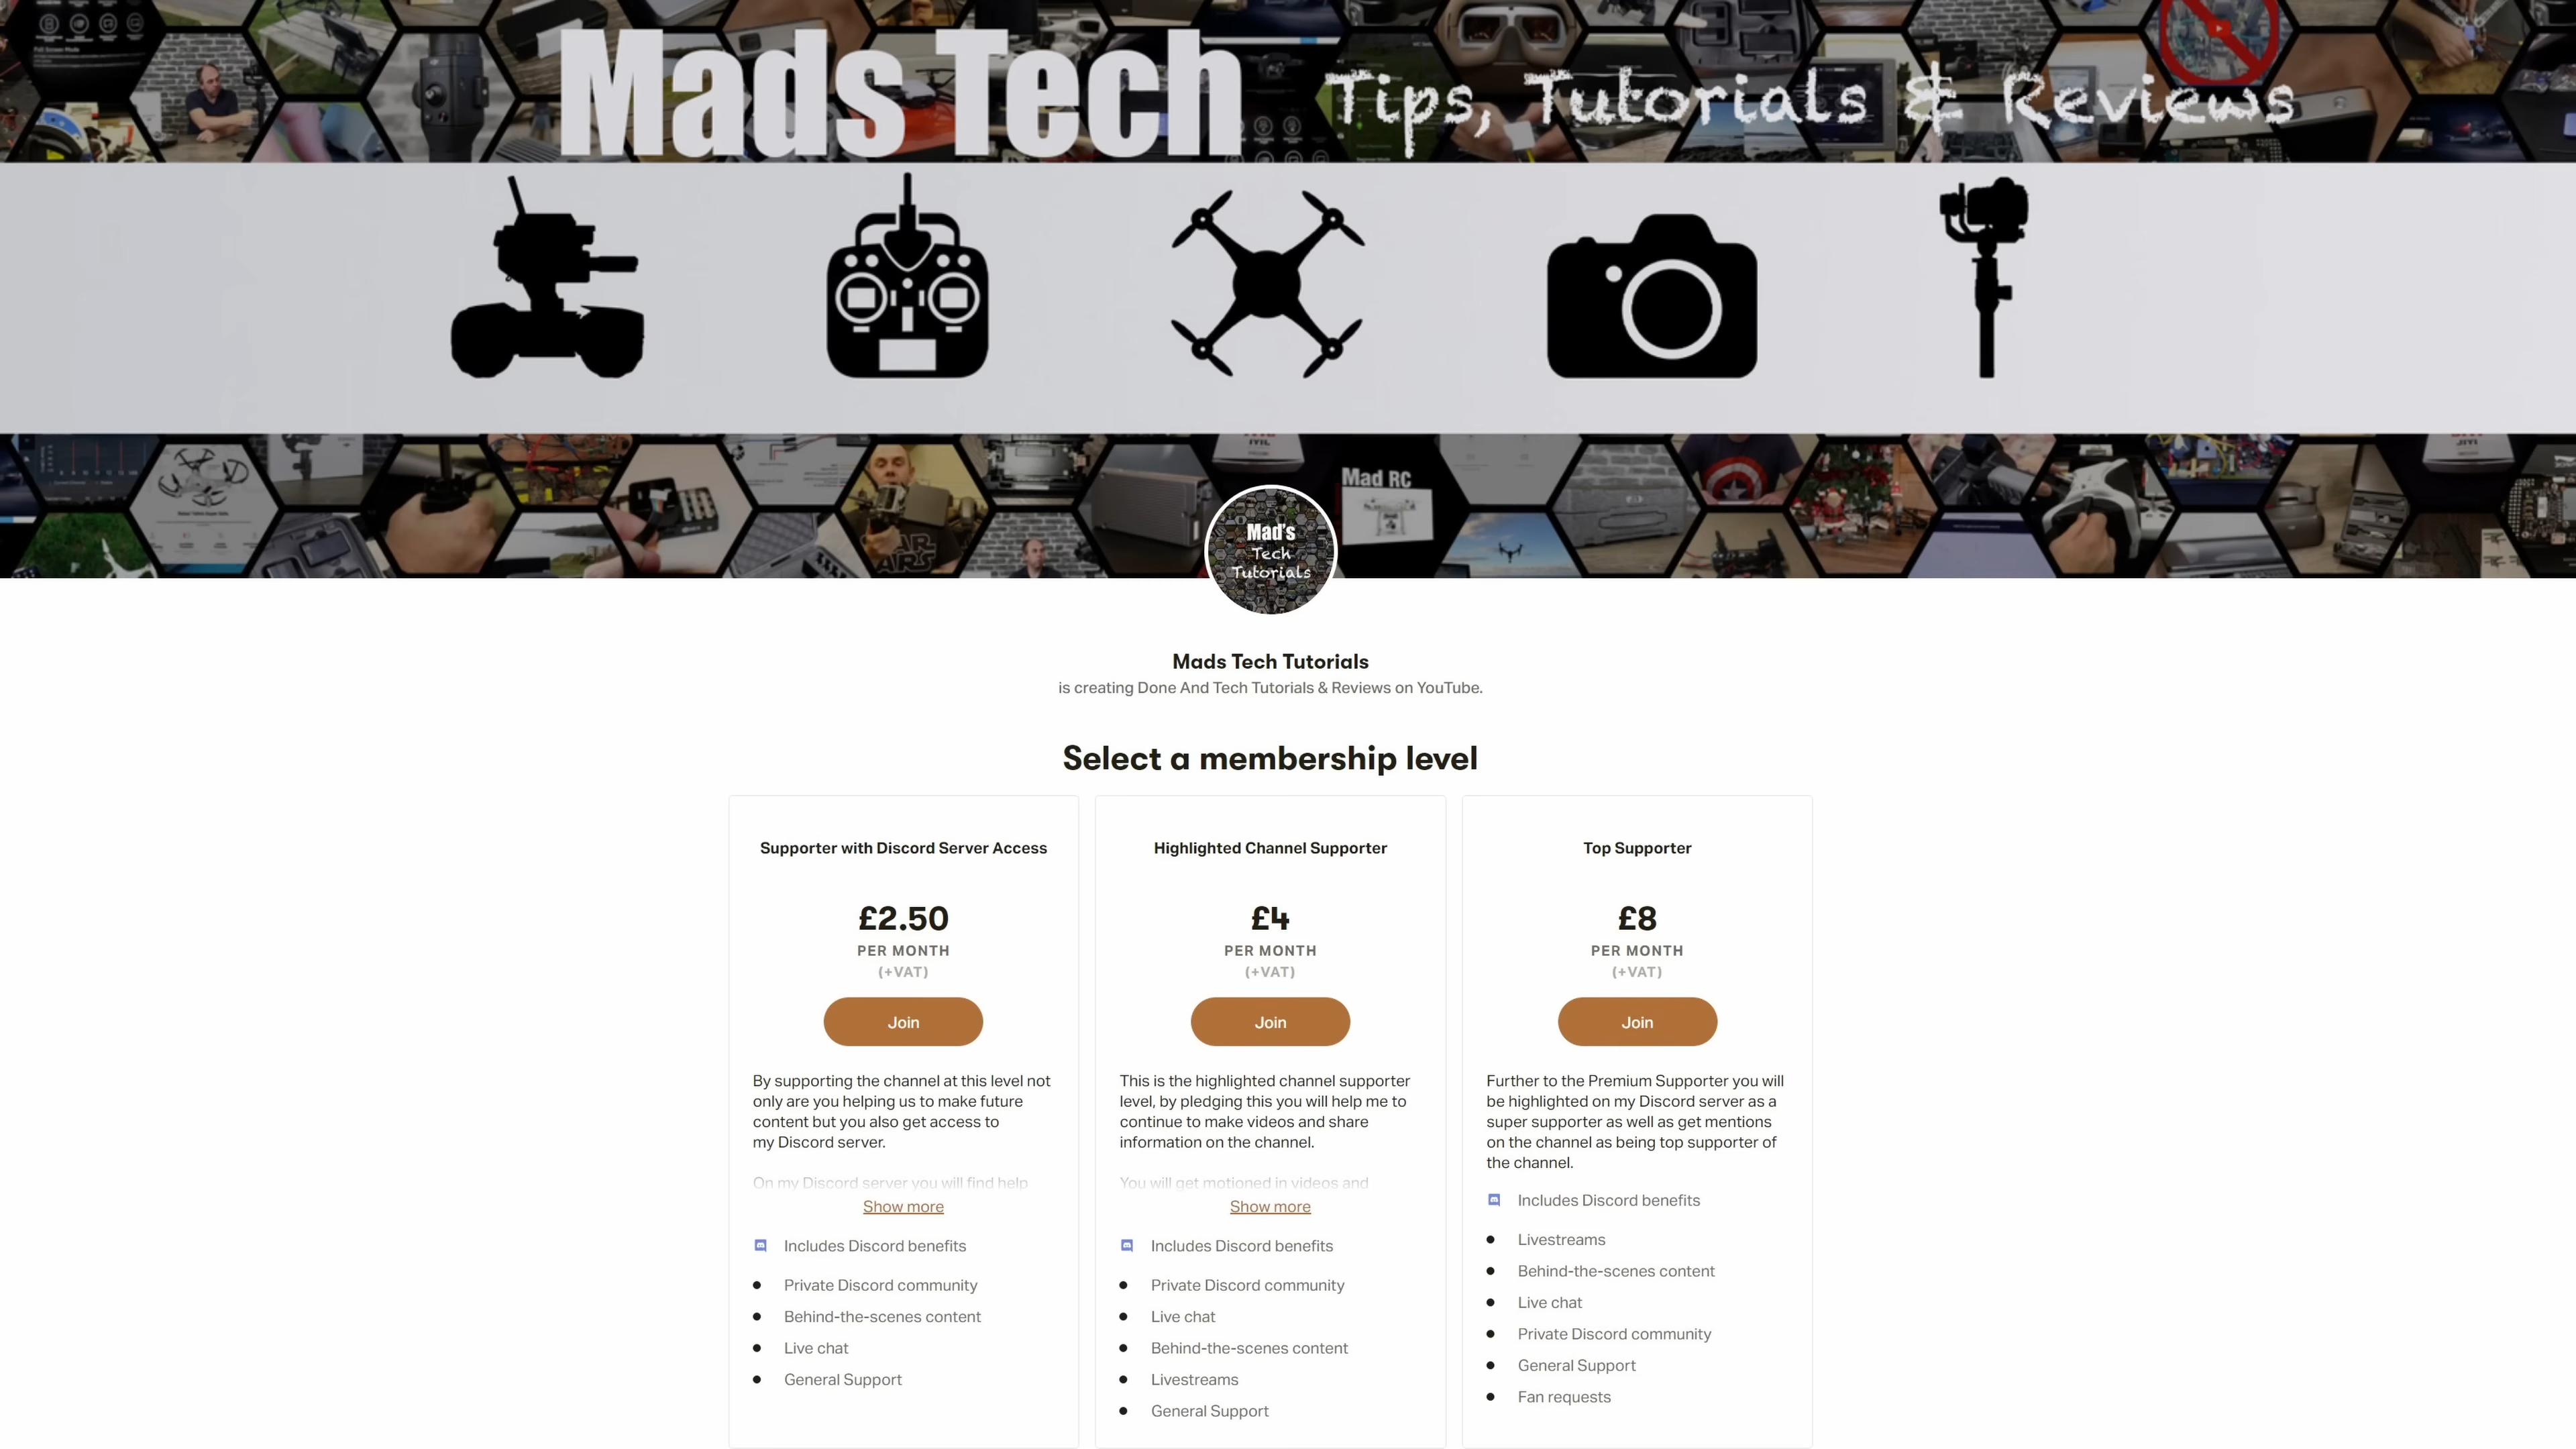 Mads Tech
Tips, Tutorials & Reviews
Mad RC
STAR
WARS
Mad's
Tech
Tutorials
Mads Tech Tutorials
is creating Done And Tech Tutorials & Reviews on YouTube.
Select a membership level
Supporter with Discord Server Access
£2.50
PER MONTH
(+VAT)
Join
By supporting the channel at this level not
only are you helping us to make future
content but you also get access to
my Discord server.
On my Discord server you will find help
Show more
Includes Discord benefits
Private Discord community
Behind-the-scenes content
Live chat
General Support
Highlighted Channel Supporter
£4
PER MONTH
(+VAT)
Join
This is the highlighted channel supporter
level, by pledging this you will help me to
continue to make videos and share
information on the channel.
You will get motioned in videos and
Show more
Includes Discord benefits
Private Discord community
Live chat
Behind-the-scenes content
Livestreams
General Support
Top Supporter
£8
PER MONTH
(+VAT)
Join
Further to the Premium Supporter you will
be highlighted on my Discord server as a
super supporter as well as get mentions
on the channel as being top supporter of
the channel.
Includes Discord benefits
Livestreams
Behind-the-scenes content
Live chat
Private Discord community
General Support
Fan requests